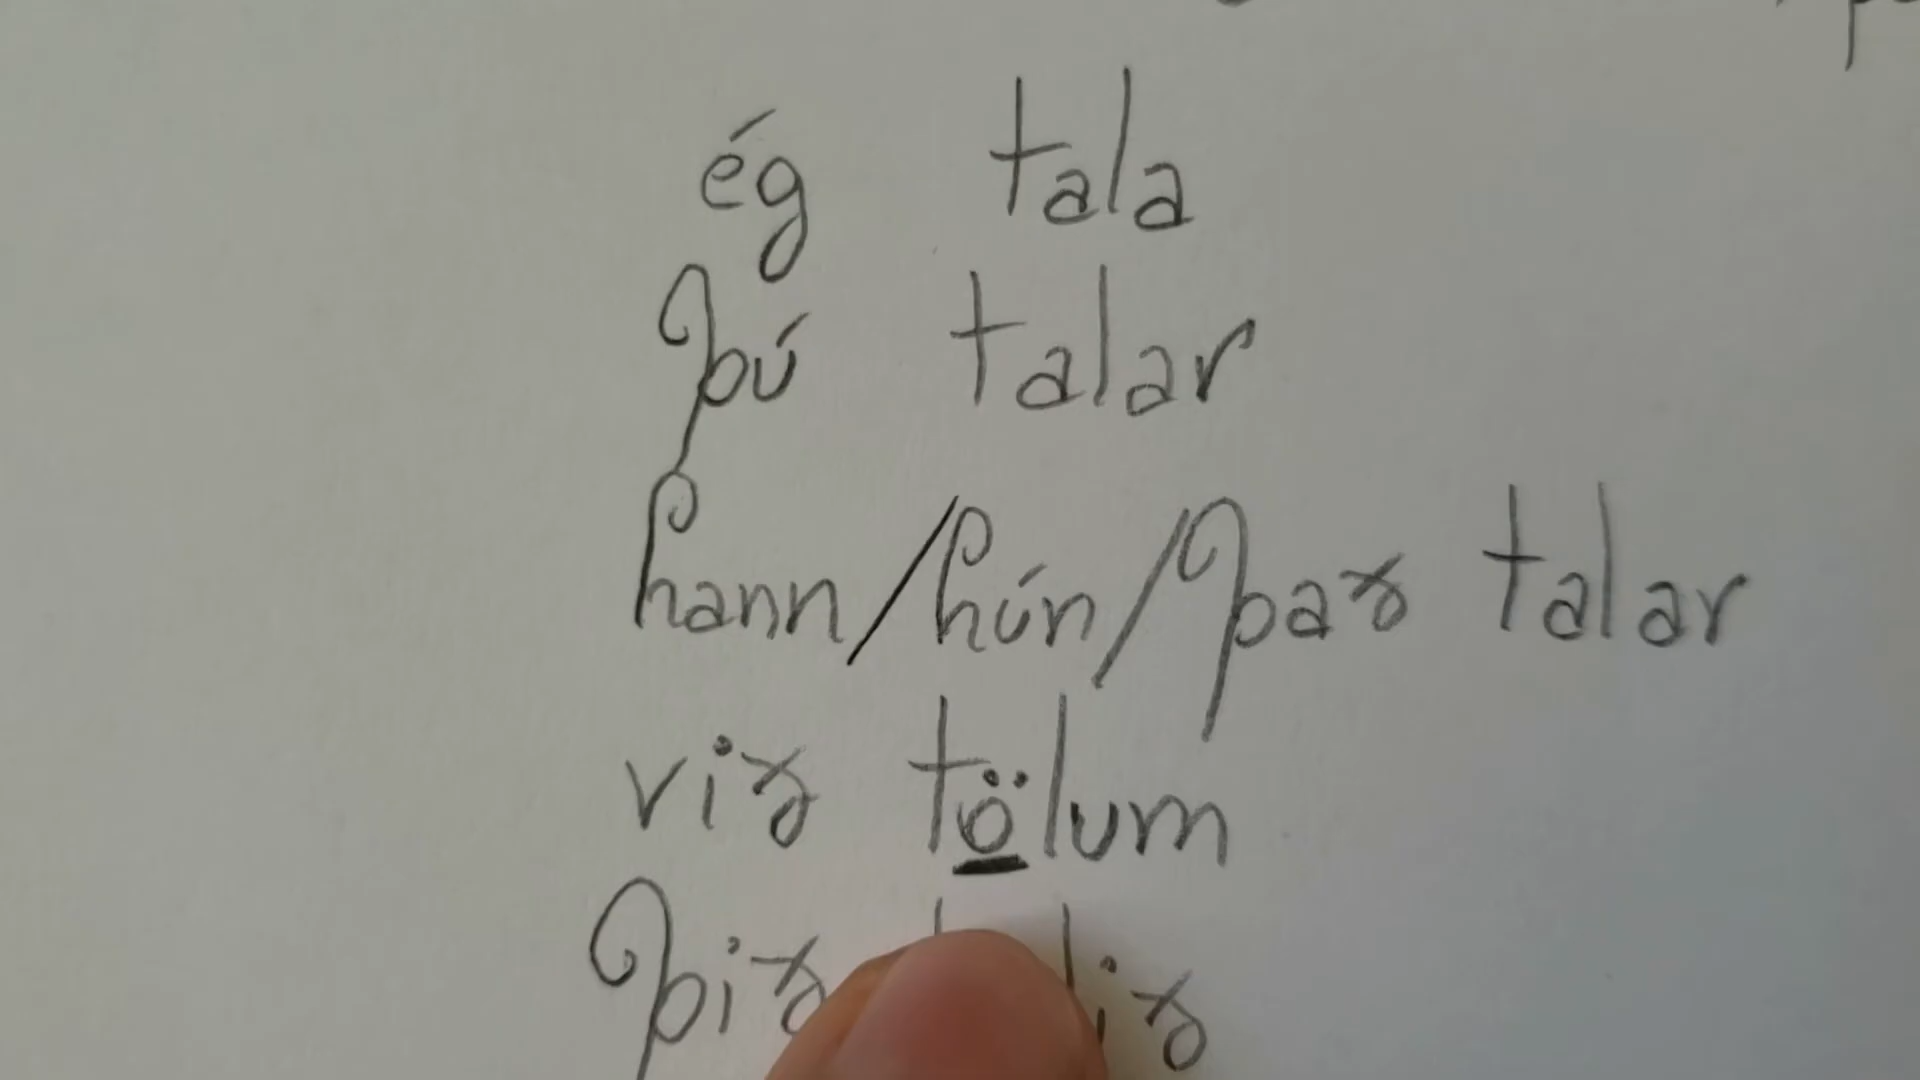 ég tala
þú talar
hann/hún/það talar
við tölum
þið